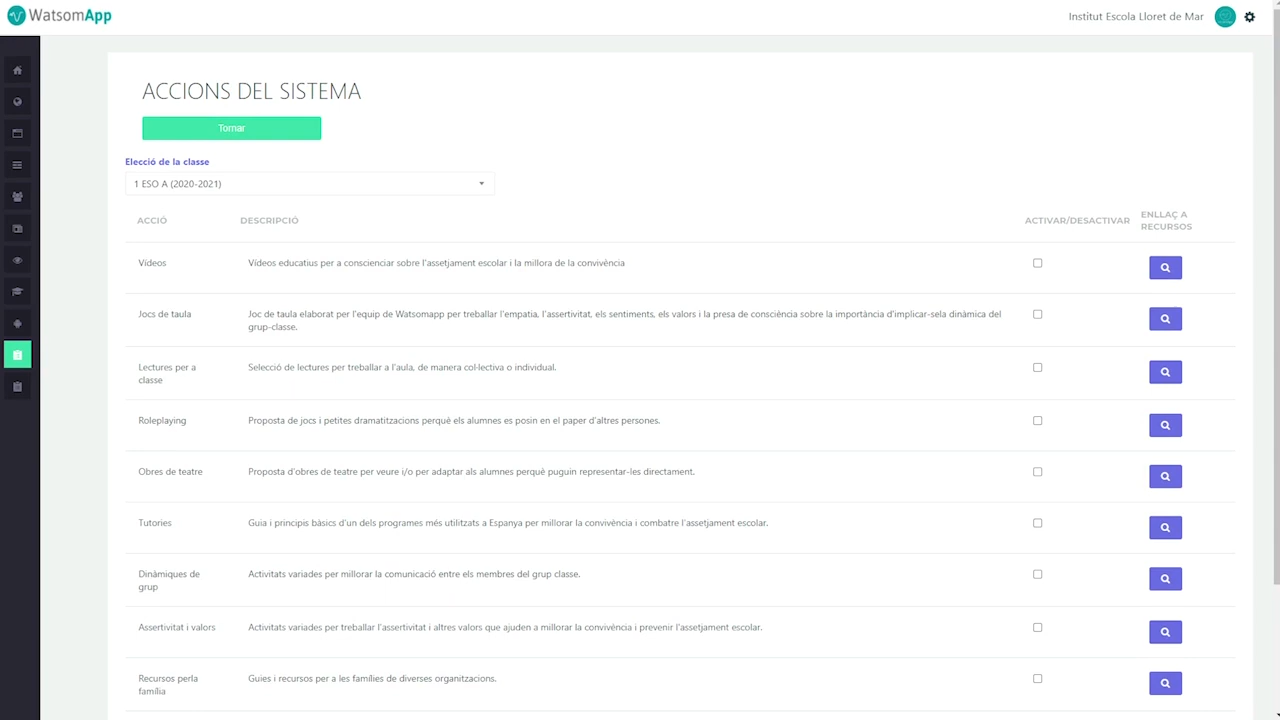 WatsomApp
Institut Escola Lloret de Mar
ACCIONS DEL SISTEMA
Tornar
Elecció de la classe
1 ESO A (2020-2021)
ACCIÓ
DESCRIPCIÓ
ACTIVAR/DESACTIVAR
ENLLAÇ A
RECURSOS
Vídeos
Vídeos educatius per a conscienciar sobre l'assetjament escolar i la millora de la convivència
Jocs de taula
Joc de taula elaborat per l'equip de Watsomapp per treballar l'empatia, l'assertivitat, els sentiments, els valors i la presa de consciència sobre la importància d'implicar-sela dinàmica del
grup-classe.
Lectures per a
classe
Selecció de lectures per treballar a l'aula, de manera col·lectiva o individual.
Roleplaying
Proposta de jocs i petites dramatitzacions perquè els alumnes es posin en el paper d'altres persones.
Obres de teatre
Proposta d'obres de teatre per veure i/o per adaptar als alumnes perquè puguin representar-les directament.
Tutories
Guia i principis bàsics d'un dels programes més utilitzats a Espanya per millorar la convivència i combatre l'assetjament escolar.
Dinàmiques de
grup
Activitats variades per millorar la comunicació entre els membres del grup classe.
Assertivitat i valors
Activitats variades per treballar l'assertivitat i altres valors que ajuden a millorar la convivència i prevenir l'assetjament escolar.
Recursos perla
família
Guies i recursos per a les famílies de diverses organitzacions.